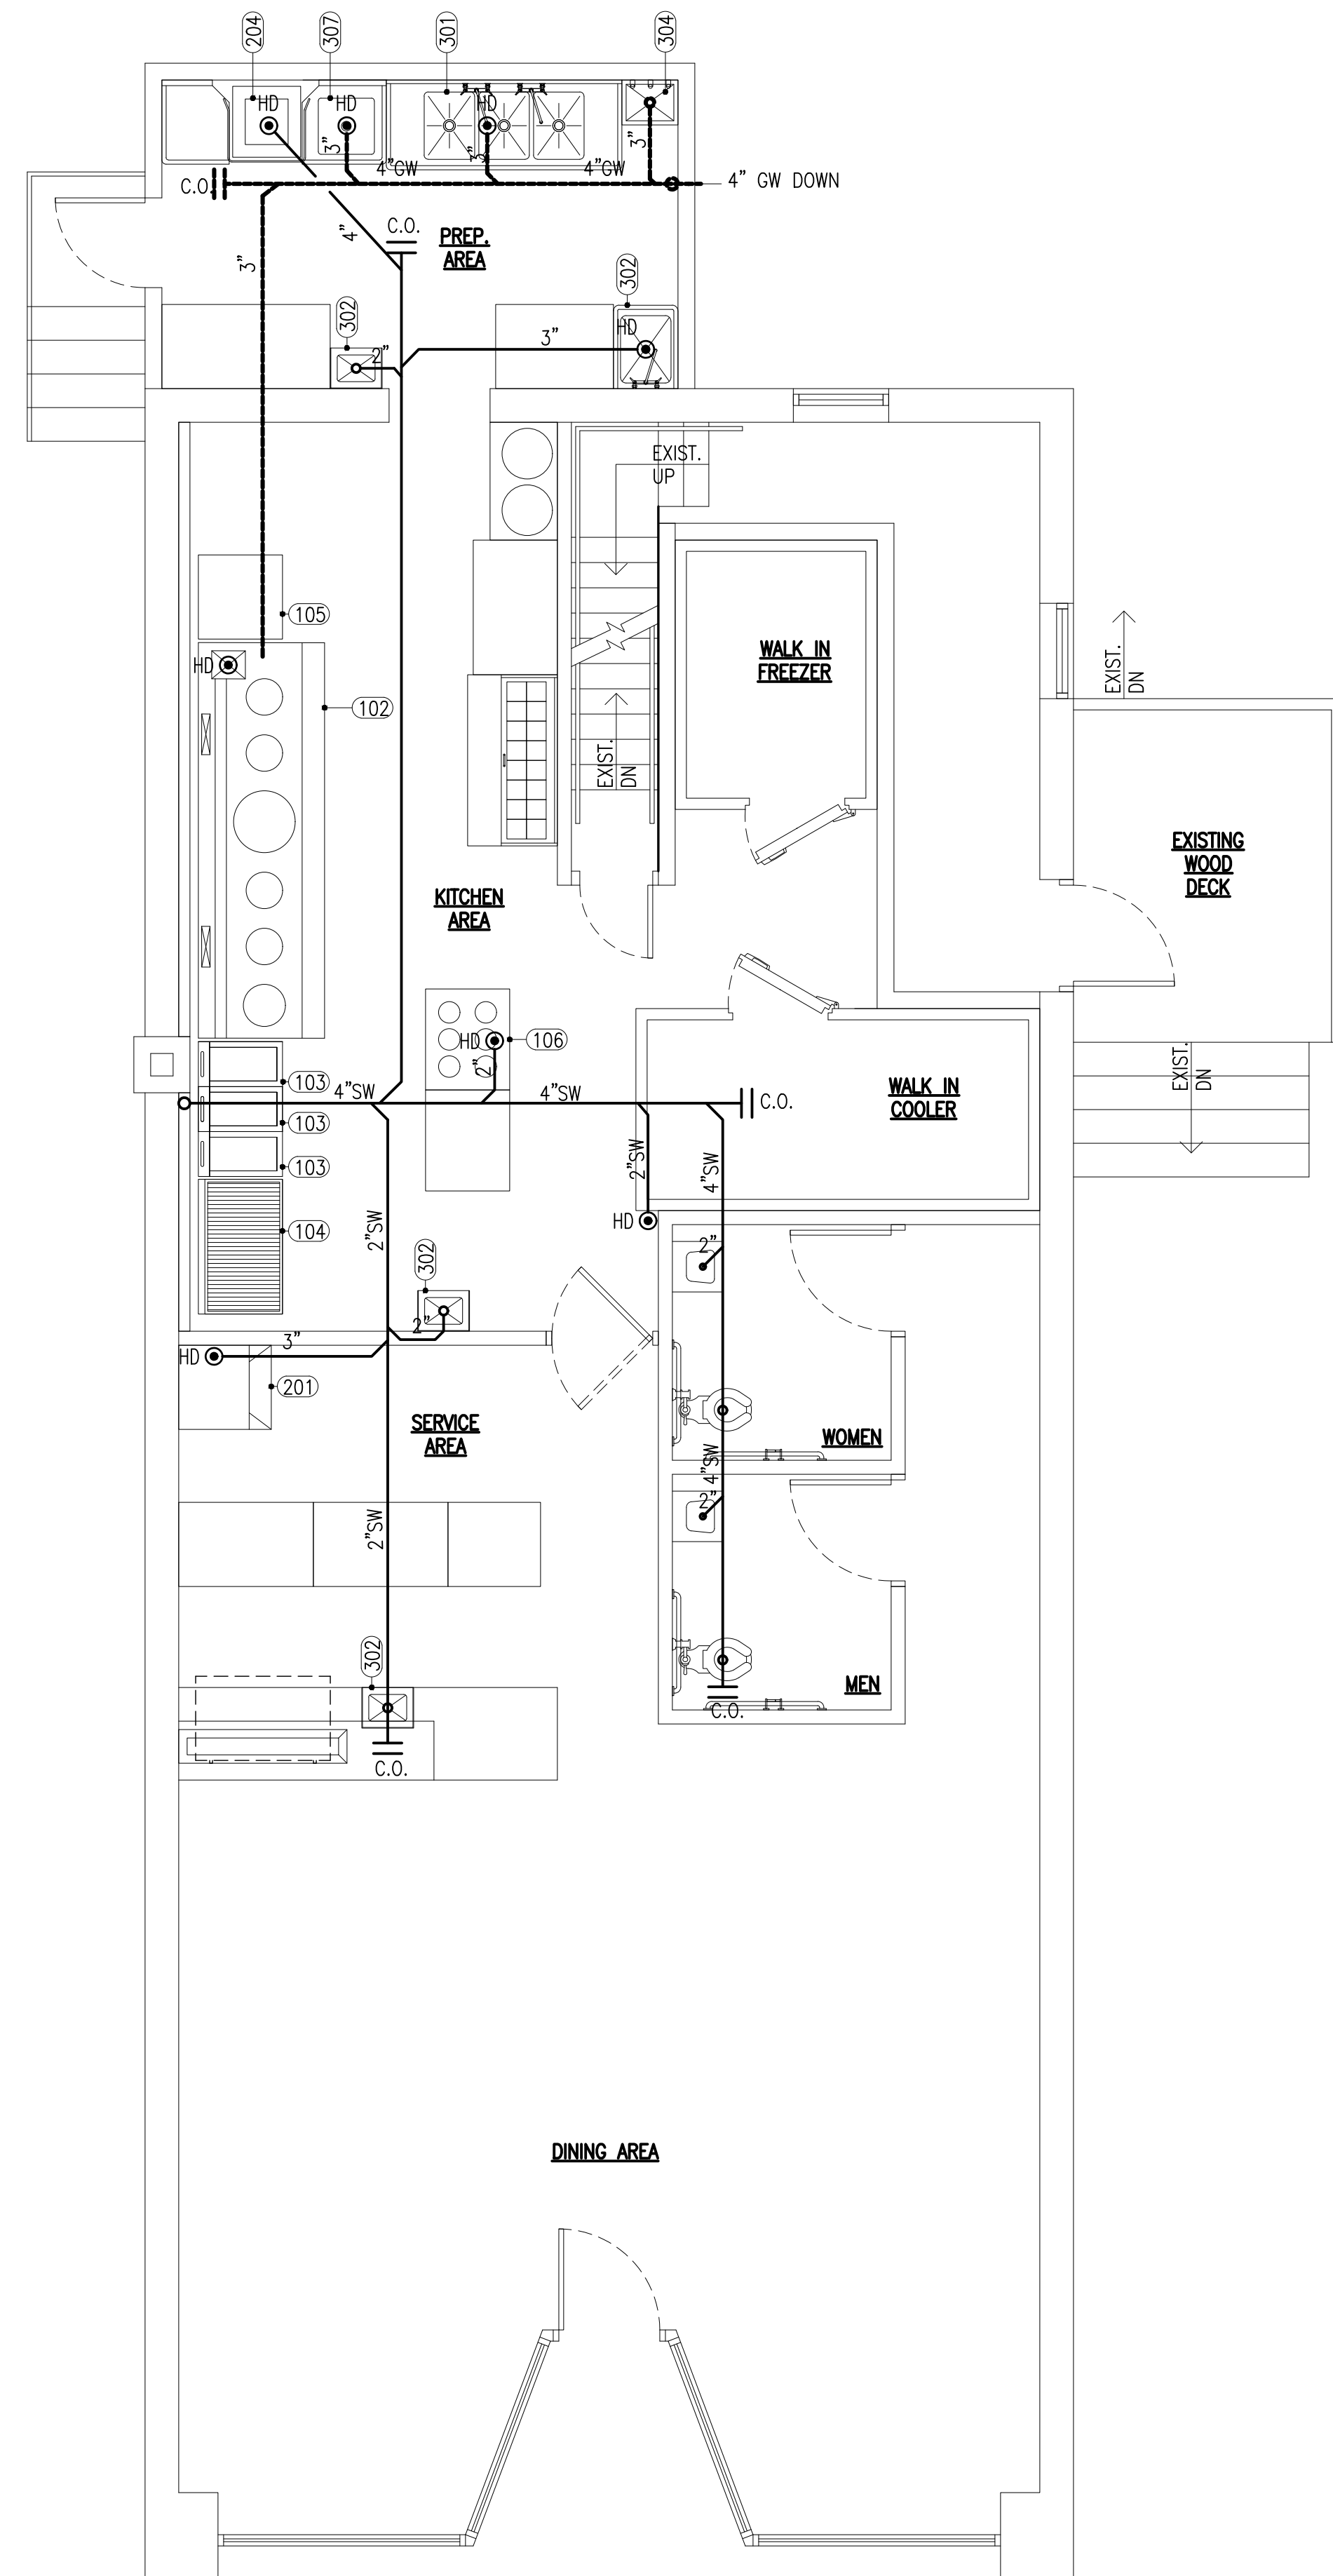 204
307
301
304
HD
HD
HD
3”
3”
3”
4”GW
4”GW
C.O.
4” GW DOWN
C.O.
4”
3”
PREP.
AREA
302
302
HD
2”
3”
EXIST.
UP
105
HD
102
WALK IN
FREEZER
EXIST.
DN
EXIST.
DN
EXISTING
WOOD
DECK
KITCHEN
AREA
HD
106
2”
103
4”SW
4”SW
C.O.
WALK IN
COOLER
EXIST.
DN
103
103
2”SW
4”SW
104
2”SW
HD
302
2”
2”
3”
HD
201
SERVICE
AREA
WOMEN
4”SW
2”
2”SW
302
MEN
C.O.
C.O.
DINING AREA